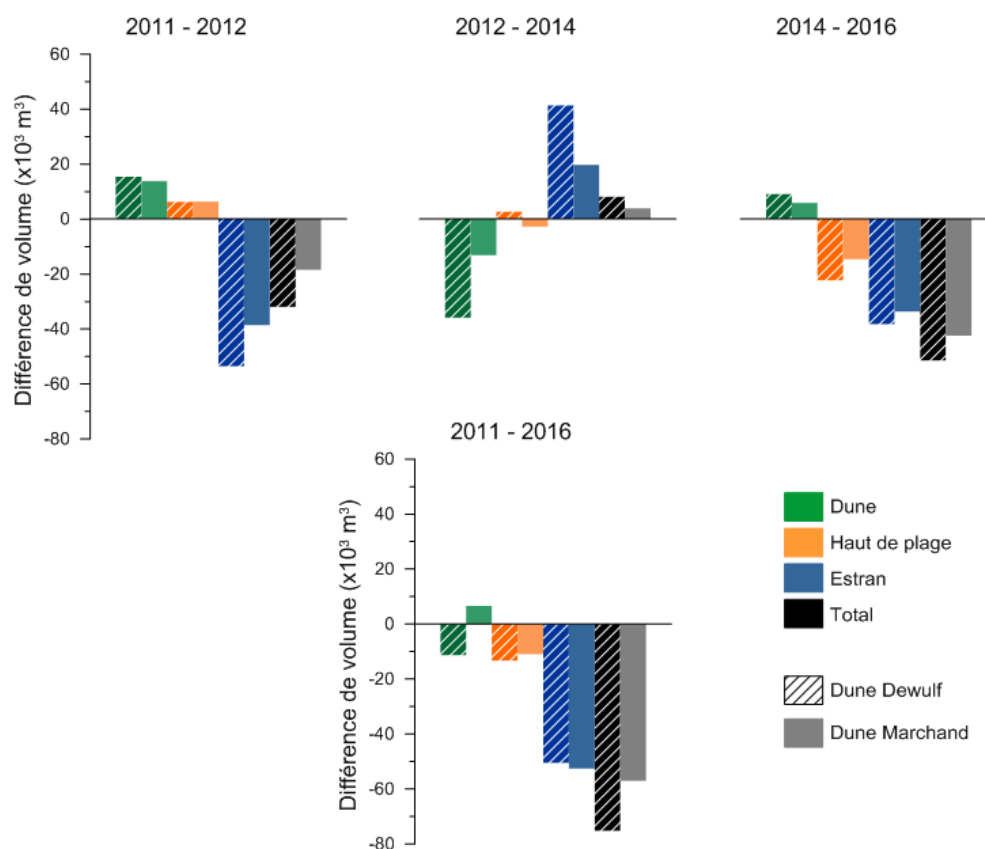 2011 - 2012
2012 - 2014
2014 - 2016
Différence de volume (x10³ m³)
60
40
20
0
-20
-40
-60
-80
2011 - 2016
Différence de volume (x10³ m³)
60
40
20
0
-20
-40
-60
-80
Dune
Haut de plage
Estran
Total
Dune Dewulf
Dune Marchand